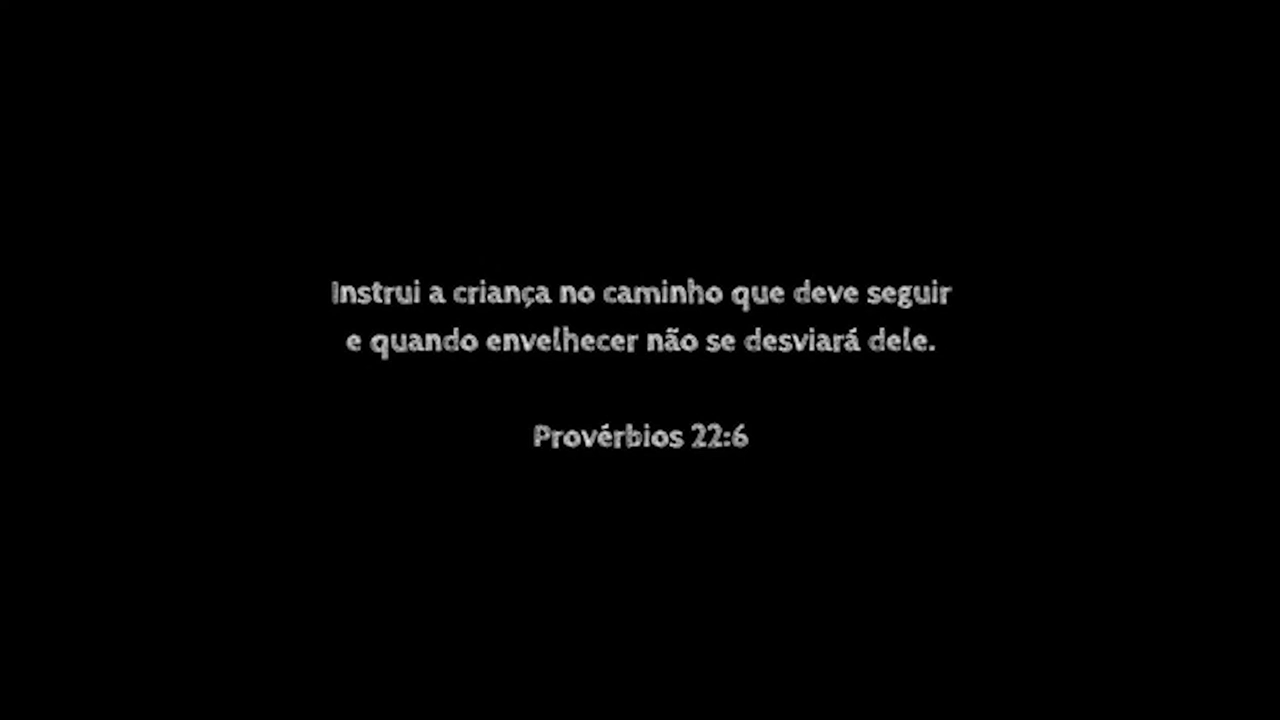 Instrui a criança no caminho que deve seguir
e quando envelhecer não se desviará dele.
Provérbios 22:6